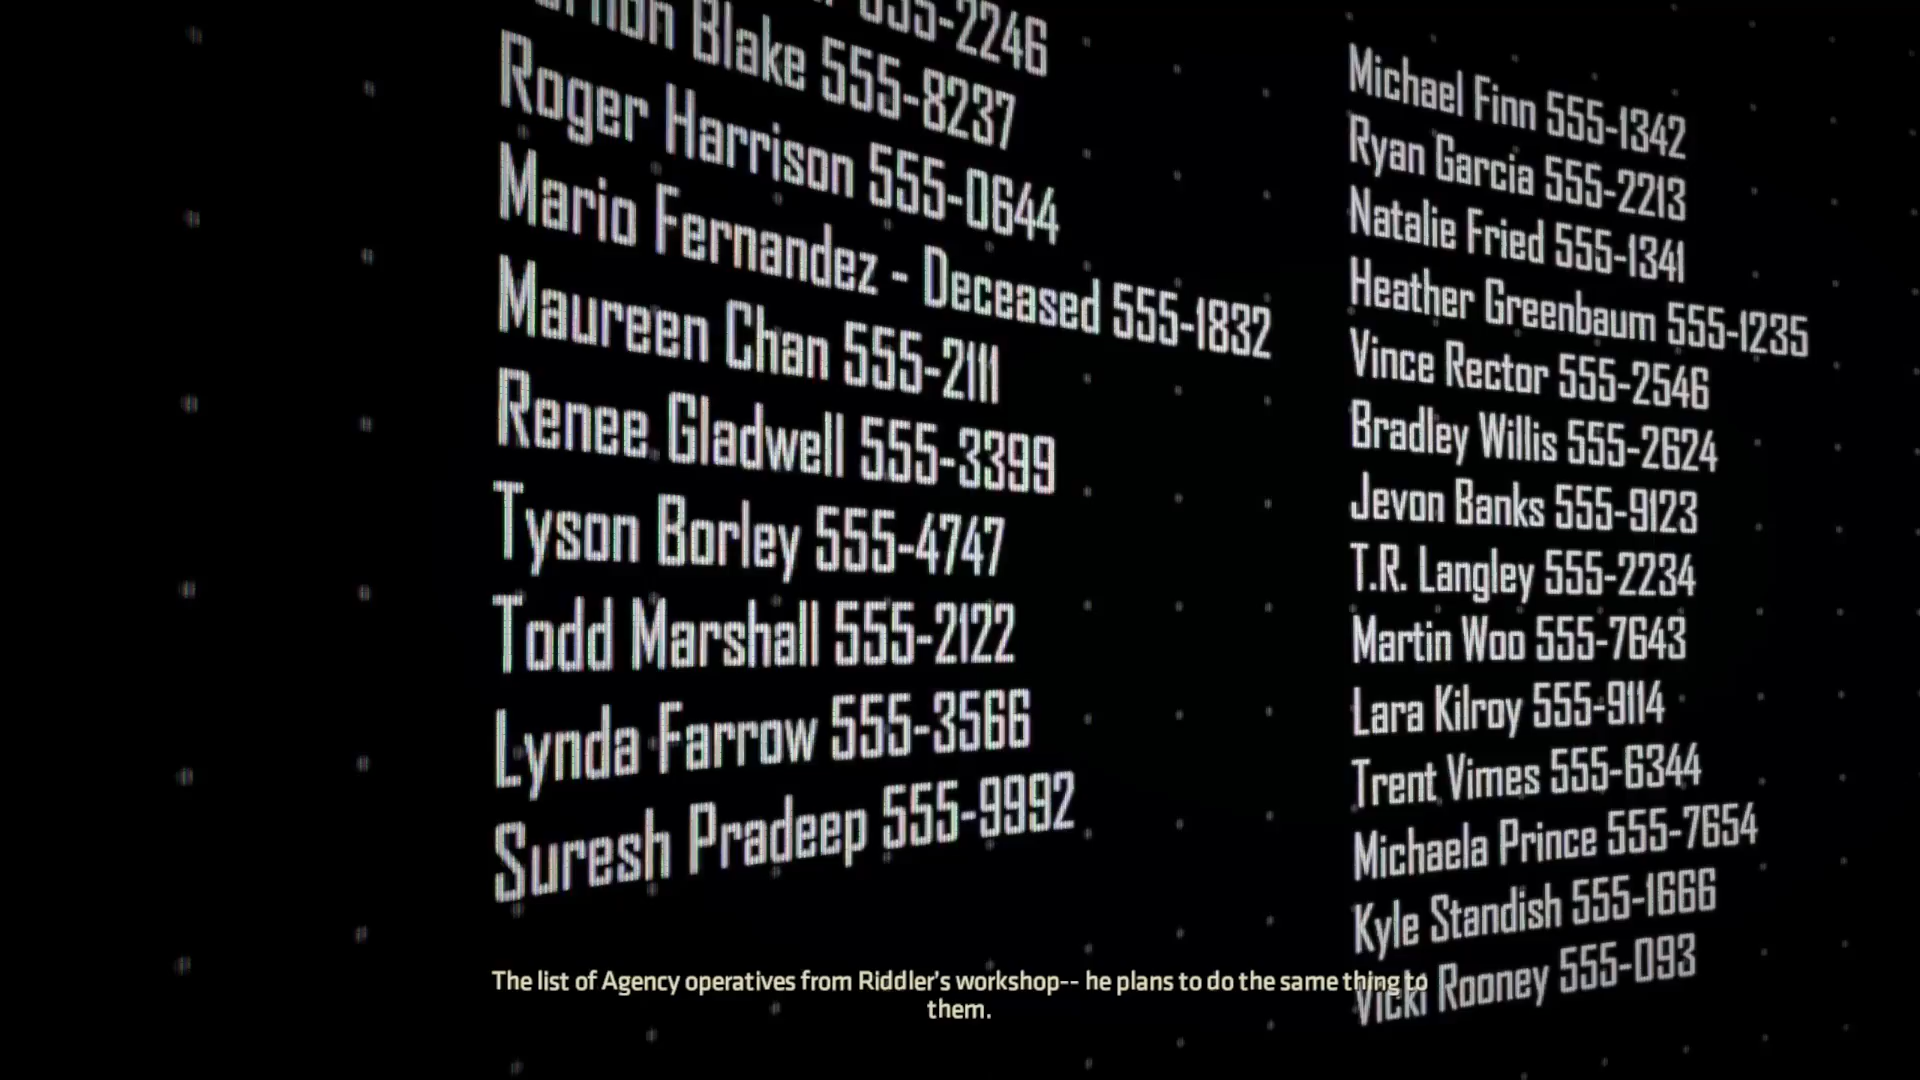 555-2246
Blake 555-8237
Roger Harrison 555-0644
Mario Fernandez - Deceased 555-1832
Maureen Chan 555-2111
Renee Gladwell 555-3399
Tyson Borley 555-4747
Todd Marshall 555-2122
Lynda Farrow 555-3566
Suresh Pradeep 555-9992
Michael Finn 555-1342
Ryan Garcia 555-2213
Natalie Fried 555-1341
Heather Greenbaum 555-1235
Vince Rector 555-2546
Bradley Willis 555-2624
Jevon Banks 555-9123
T.R. Langley 555-2234
Martin Woo 555-7643
Lara Kilroy 555-9114
Trent Vimes 555-6344
Michaela Prince 555-7654
Kyle Standish 555-1666
Vicki Rooney 555-093
The list of Agency operatives from Riddler's workshop-- he plans to do the same thing to
them.